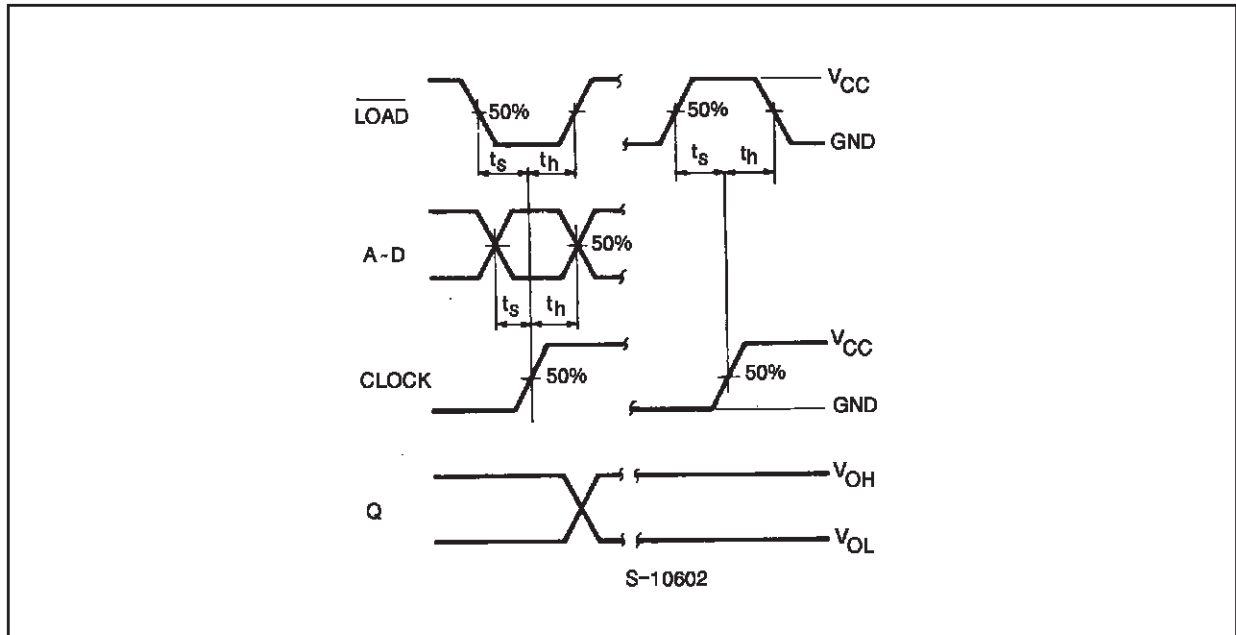 VCC
LOAD
50%
50%
GND
ts
th
ts
th
A~D
50%
ts
th
VCC
CLOCK
50%
50%
GND
VOH
Q
VOL
S-10602